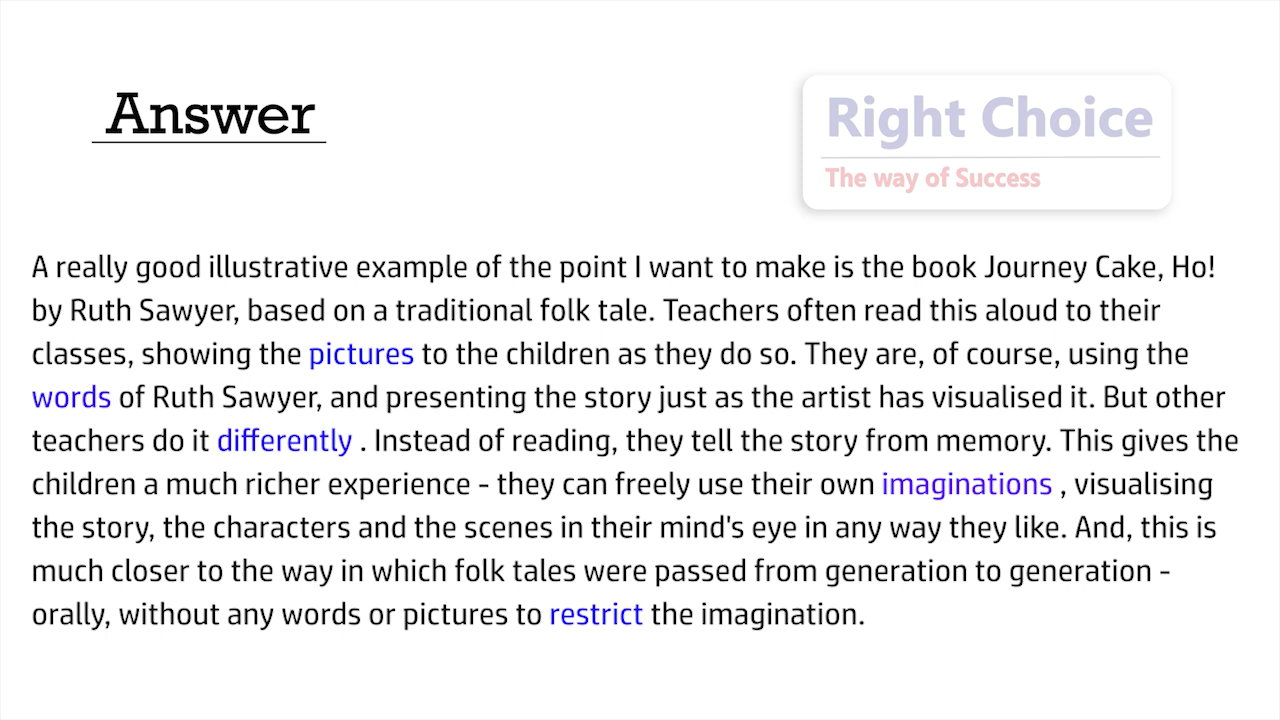 Answer
Right Choice
The way of Success
A really good illustrative example of the point I want to make is the book Journey Cake, Ho!
by Ruth Sawyer, based on a traditional folk tale. Teachers often read this aloud to their
classes, showing the pictures to the children as they do so. They are, of course, using the
words of Ruth Sawyer, and presenting the story just as the artist has visualised it. But other
teachers do it differently . Instead of reading, they tell the story from memory. This gives the
children a much richer experience - they can freely use their own imaginations , visualising
the story, the characters and the scenes in their mind's eye in any way they like. And, this is
much closer to the way in which folk tales were passed from generation to generation -
orally, without any words or pictures to restrict the imagination.